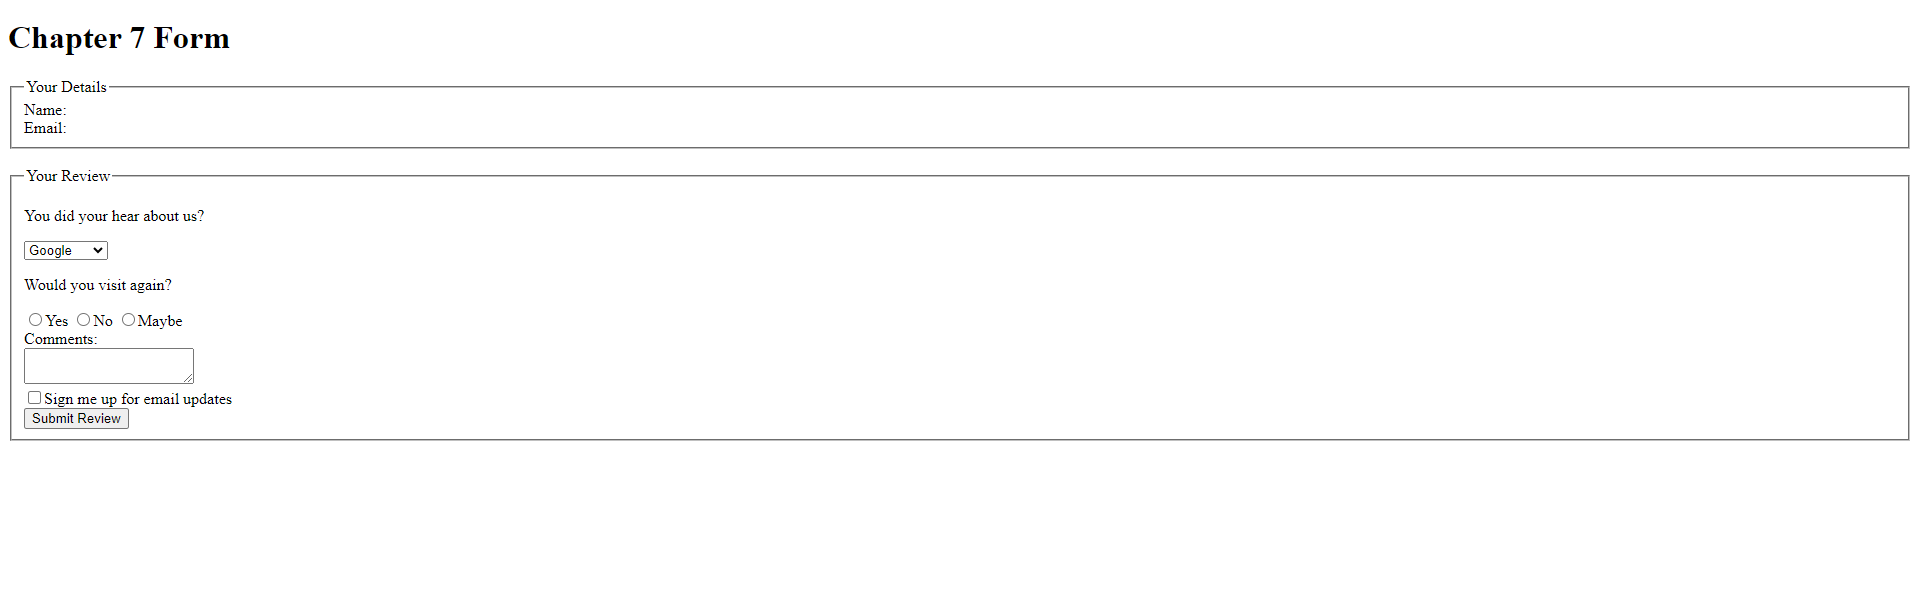 Chapter 7 Form
Your Details
Name:
Email:
Your Review
You did your hear about us?
Google
Would you visit again?
Yes No Maybe
Comments:
Sign me up for email updates
Submit Review